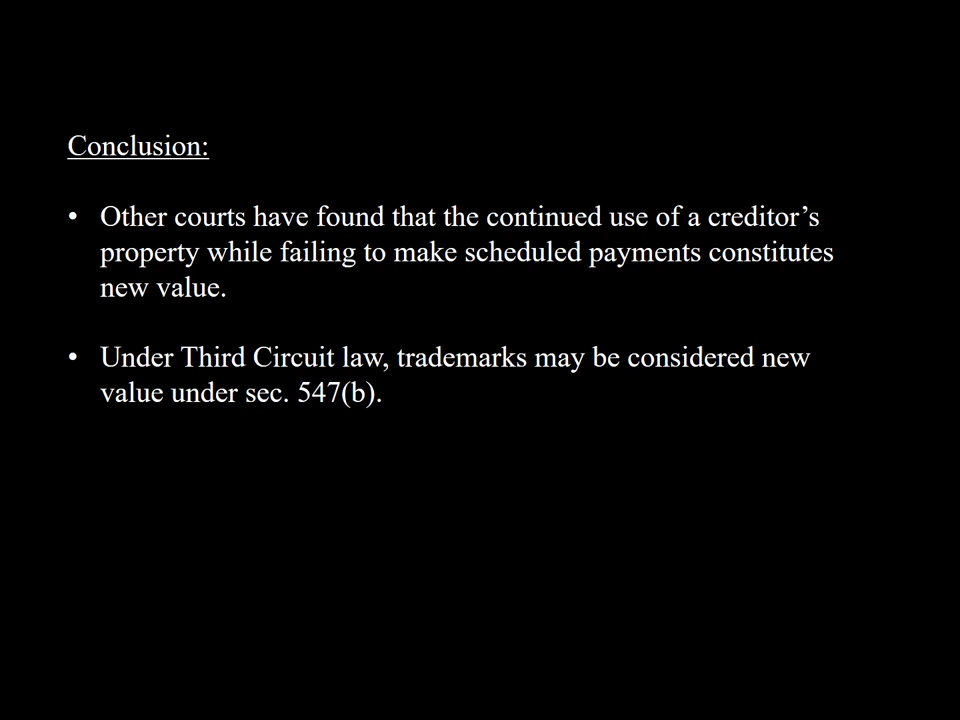 Conclusion:
• Other courts have found that the continued use of a creditor’s
property while failing to make scheduled payments constitutes
new value.
• Under Third Circuit law, trademarks may be considered new
value under sec. 547(b).